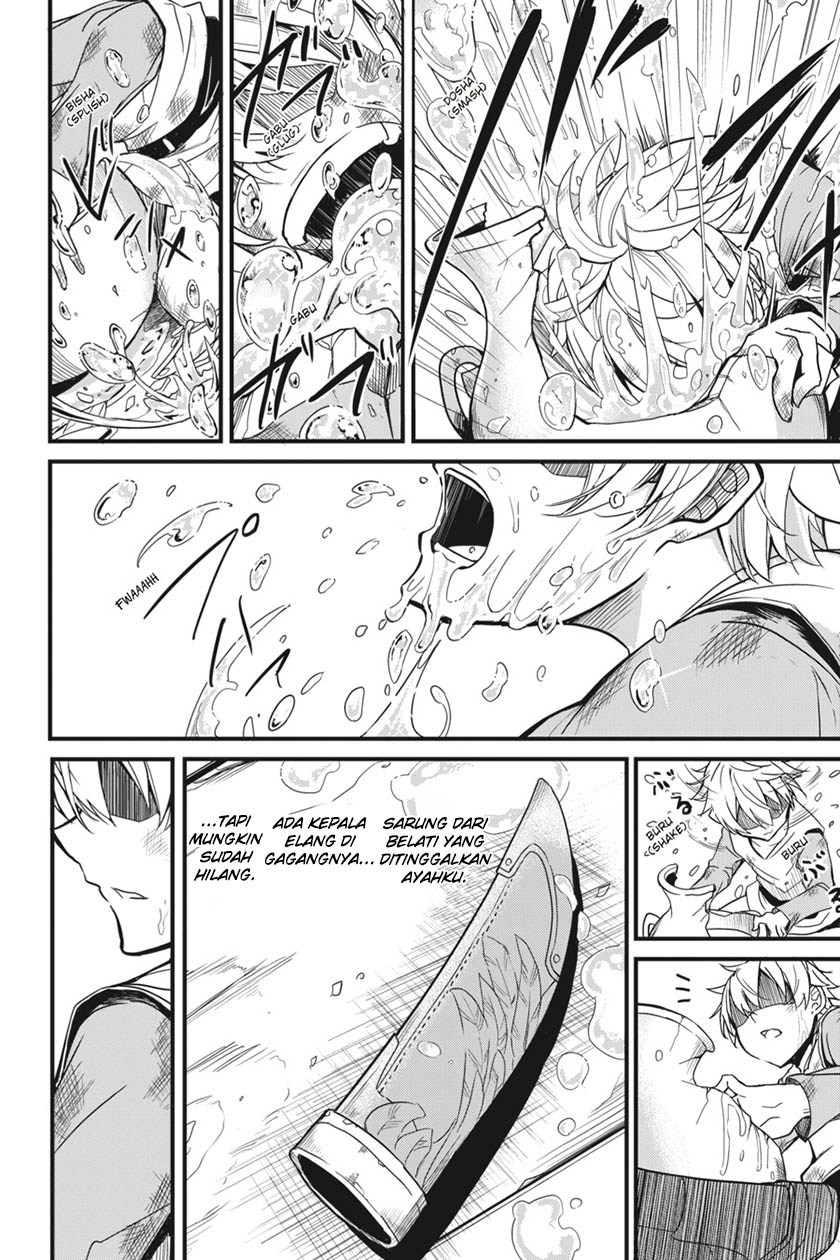 DOSHA!
(SMASH)
GABU
(GLUG)
GABU
BISHA
(SPLISH)
FWAAAHH
BURU
(SHAKE)
BURU
SARUNG DARI
BELATI YANG
DITINGGALKAN
AYAHKU.
ADA KEPALA
ELANG DI
GAGANGNYA...
...TAPI
MUNGKIN
SUDAH
HILANG.